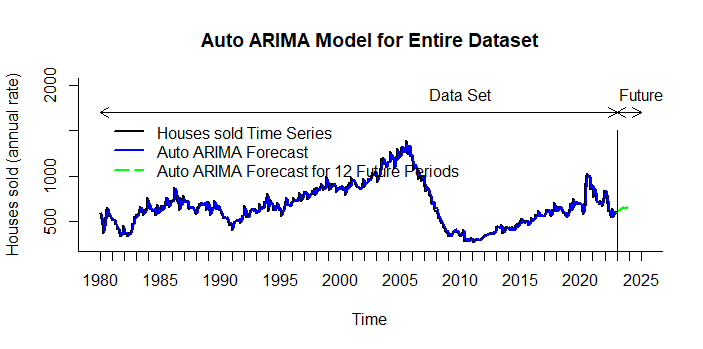 Auto ARIMA Model for Entire Dataset
Houses sold (annual rate)
2000
1000
500
Data Set
Future
Houses sold Time Series
Auto ARIMA Forecast
Auto ARIMA Forecast for 12 Future Periods
1980 1985 1990 1995 2000 2005 2010 2015 2020 2025
Time